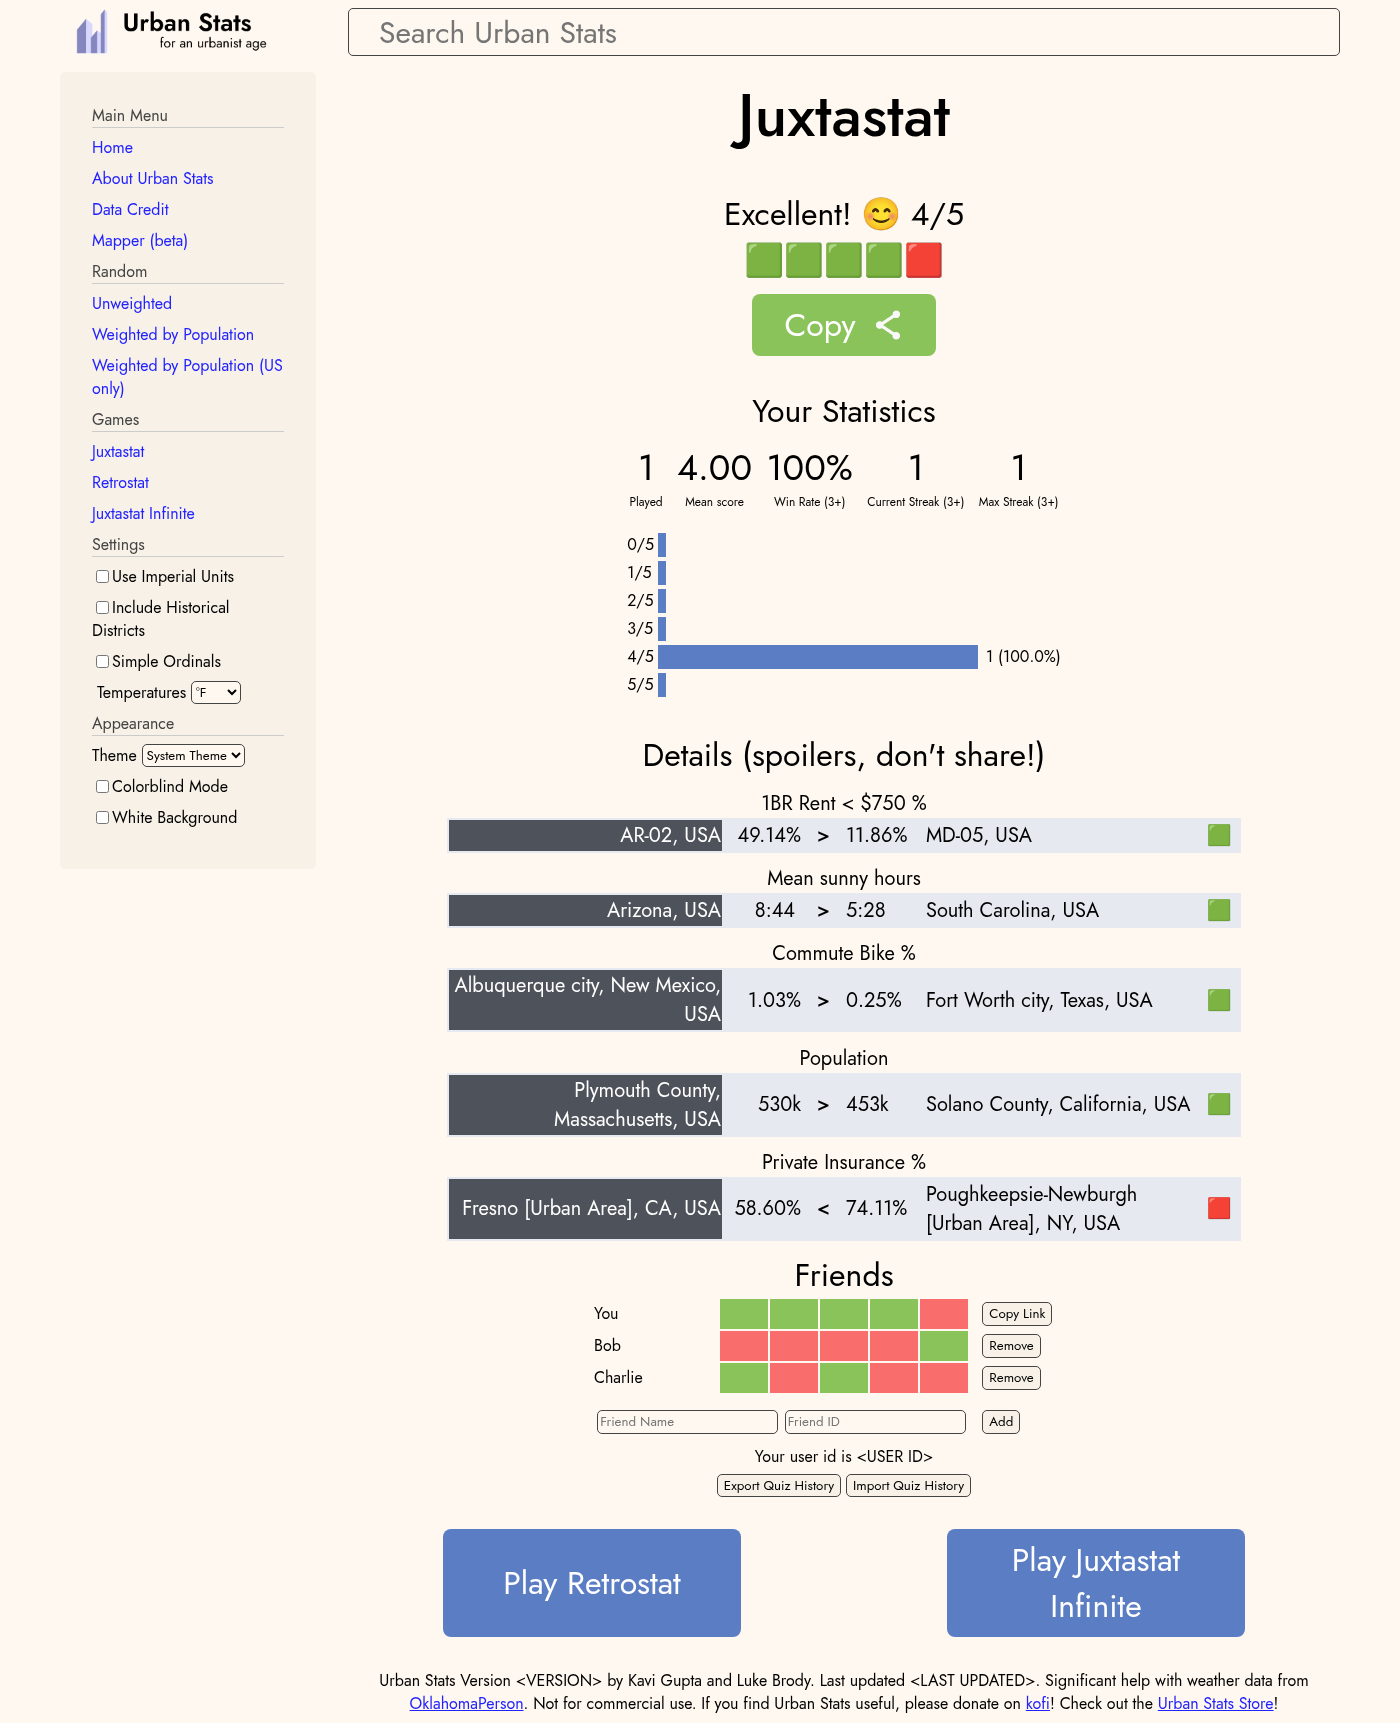 Urban Stats
for an urbanist age
Search Urban Stats
Main Menu
Home
About Urban Stats
Data Credit
Mapper (beta)
Random
Unweighted
Weighted by Population
Weighted by Population (US
only)
Games
Juxtastat
Retrostat
Juxtastat Infinite
Settings
Use Imperial Units
Include Historical
Districts
Simple Ordinals
Temperatures °F
Appearance
Theme System Theme
Colorblind Mode
White Background
Juxtastat
Excellent! 😊 4/5
🟩🟩🟩🟩🟥
Copy
Your Statistics
1 4.00 100% 1 1
Played Mean score Win Rate (3+) Current Streak (3+) Max Streak (3+)
0/5
1/5
2/5
3/5
4/5 1 (100.0%)
5/5
Details (spoilers, don't share!)
1BR Rent < $750 %
AR-02, USA 49.14% > 11.86% MD-05, USA 🟩
Mean sunny hours
Arizona, USA 8:44 > 5:28 South Carolina, USA 🟩
Commute Bike %
Albuquerque city, New Mexico,
USA 1.03% > 0.25% Fort Worth city, Texas, USA 🟩
Population
Plymouth County,
Massachusetts, USA 530k > 453k Solano County, California, USA 🟩
Private Insurance %
Fresno [Urban Area], CA, USA 58.60% < 74.11% Poughkeepsie-Newburgh
[Urban Area], NY, USA 🟥
Friends
You Copy Link
Bob Remove
Charlie Remove
Friend Name Friend ID Add
Your user id is <USER ID>
Export Quiz History Import Quiz History
Play Retrostat
Play Juxtastat
Infinite
Urban Stats Version <VERSION> by Kavi Gupta and Luke Brody. Last updated <LAST UPDATED>. Significant help with weather data from
OklahomaPerson. Not for commercial use. If you find Urban Stats useful, please donate on kofi! Check out the Urban Stats Store!